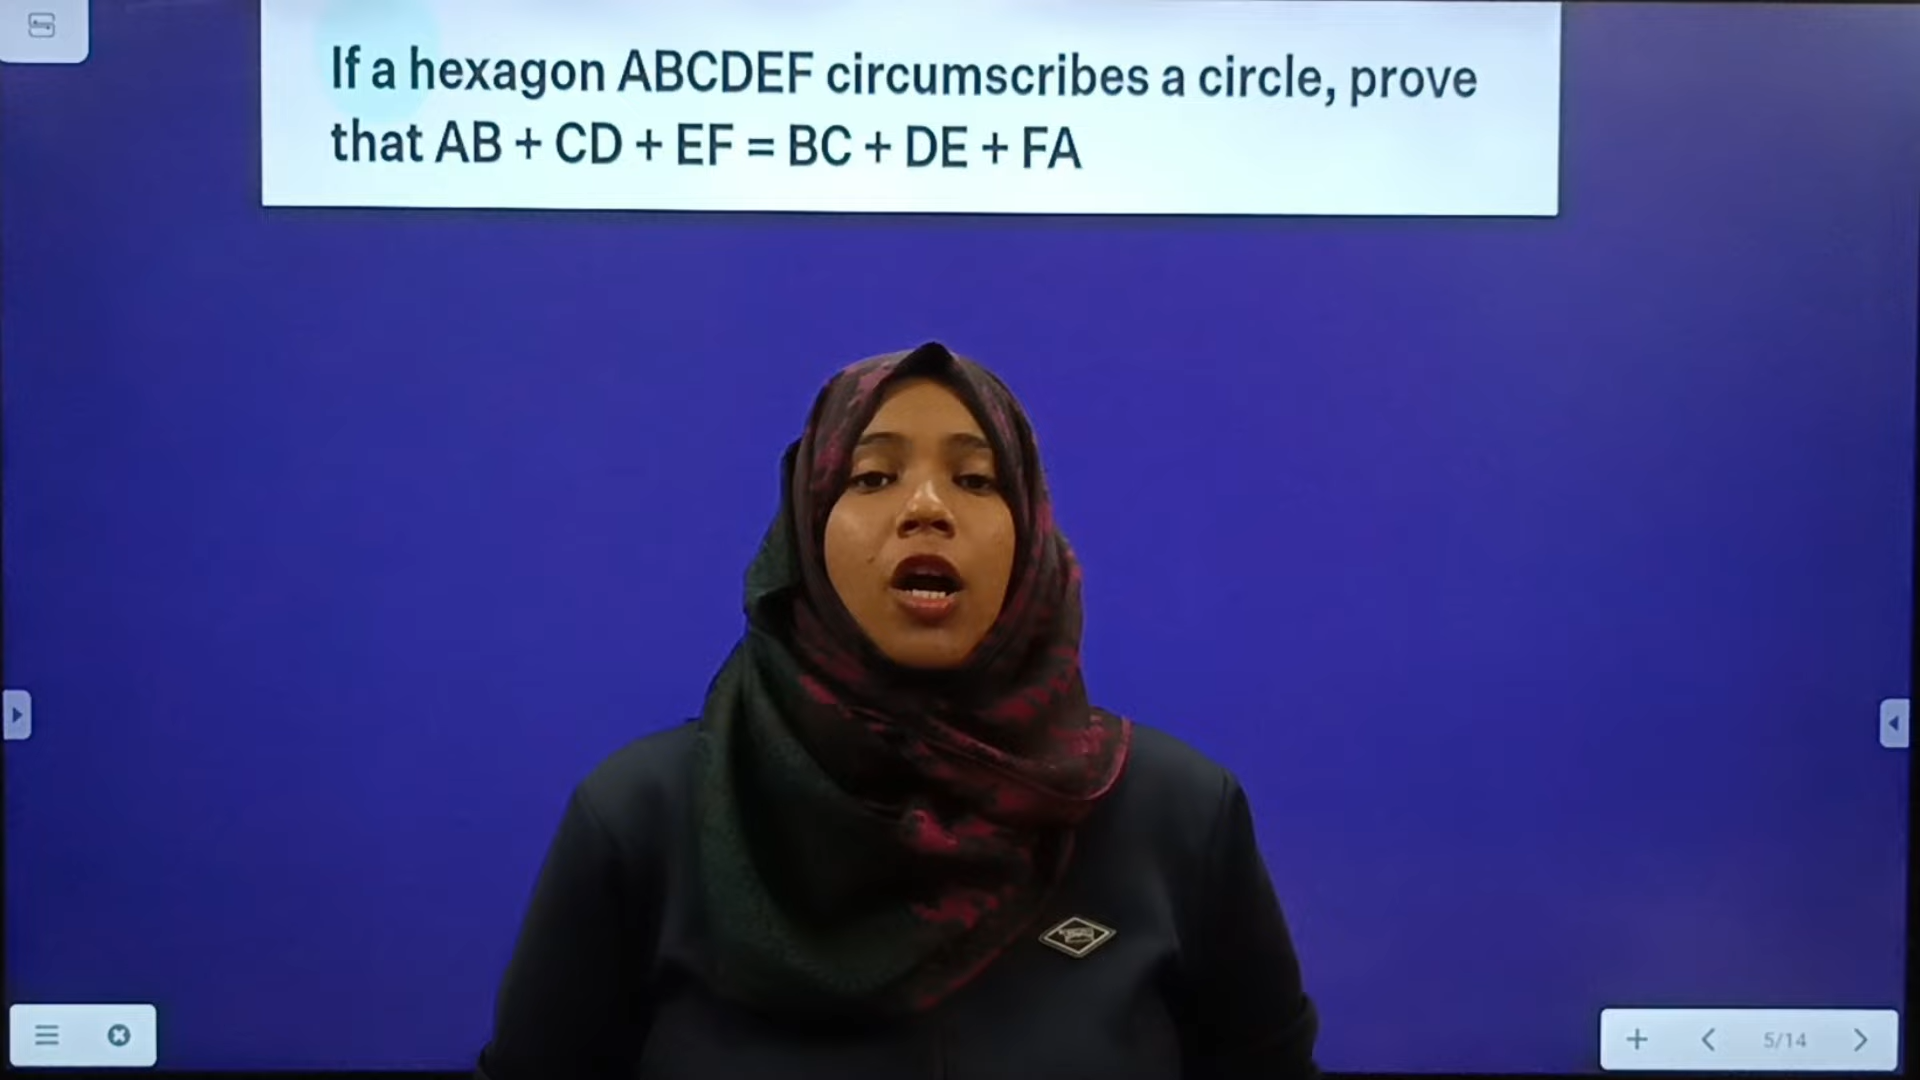 If a hexagon ABCDEF circumscribes a circle, prove
that AB + CD + EF = BC + DE + FA
5/14